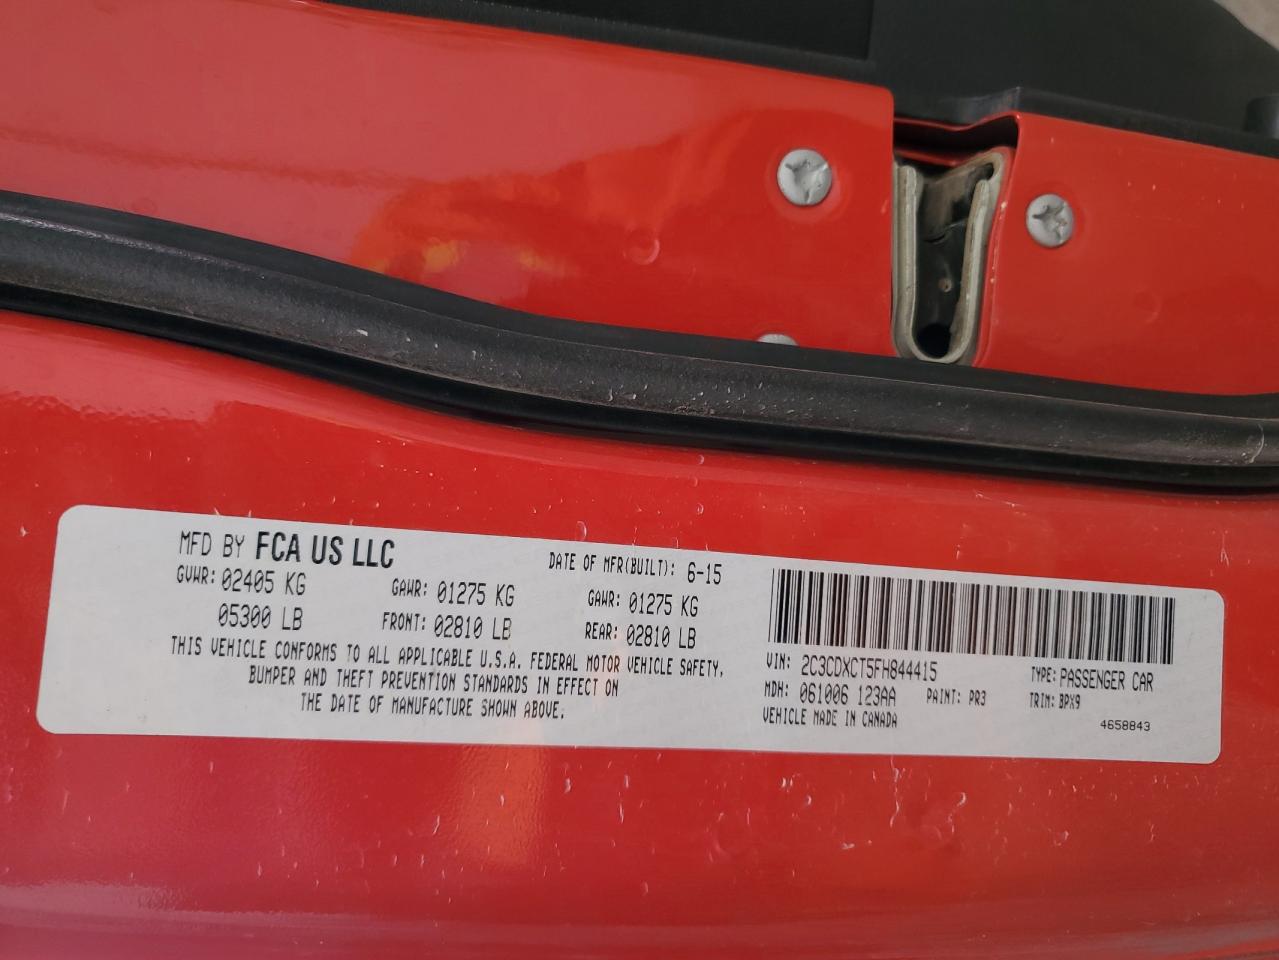 MFD BY FCA US LLC DATE OF MFR(BUILT): 6-15
GVWR: 02405 KG GAWR: 01275 KG GAWR: 01275 KG
05300 LB FRONT: 02810 LB REAR: 02810 LB
THIS VEHICLE CONFORMS TO ALL APPLICABLE U.S.A. FEDERAL MOTOR VEHICLE SAFETY,
BUMPER AND THEFT PREVENTION STANDARDS IN EFFECT ON
THE DATE OF MANUFACTURE SHOWN ABOVE.
VIN: 2C3CDXCT5FH844415 TYPE: PASSENGER CAR
MDH: 061006 123AA PAINT: PR3 TRIM: BPX9
VEHICLE MADE IN CANADA 4658843